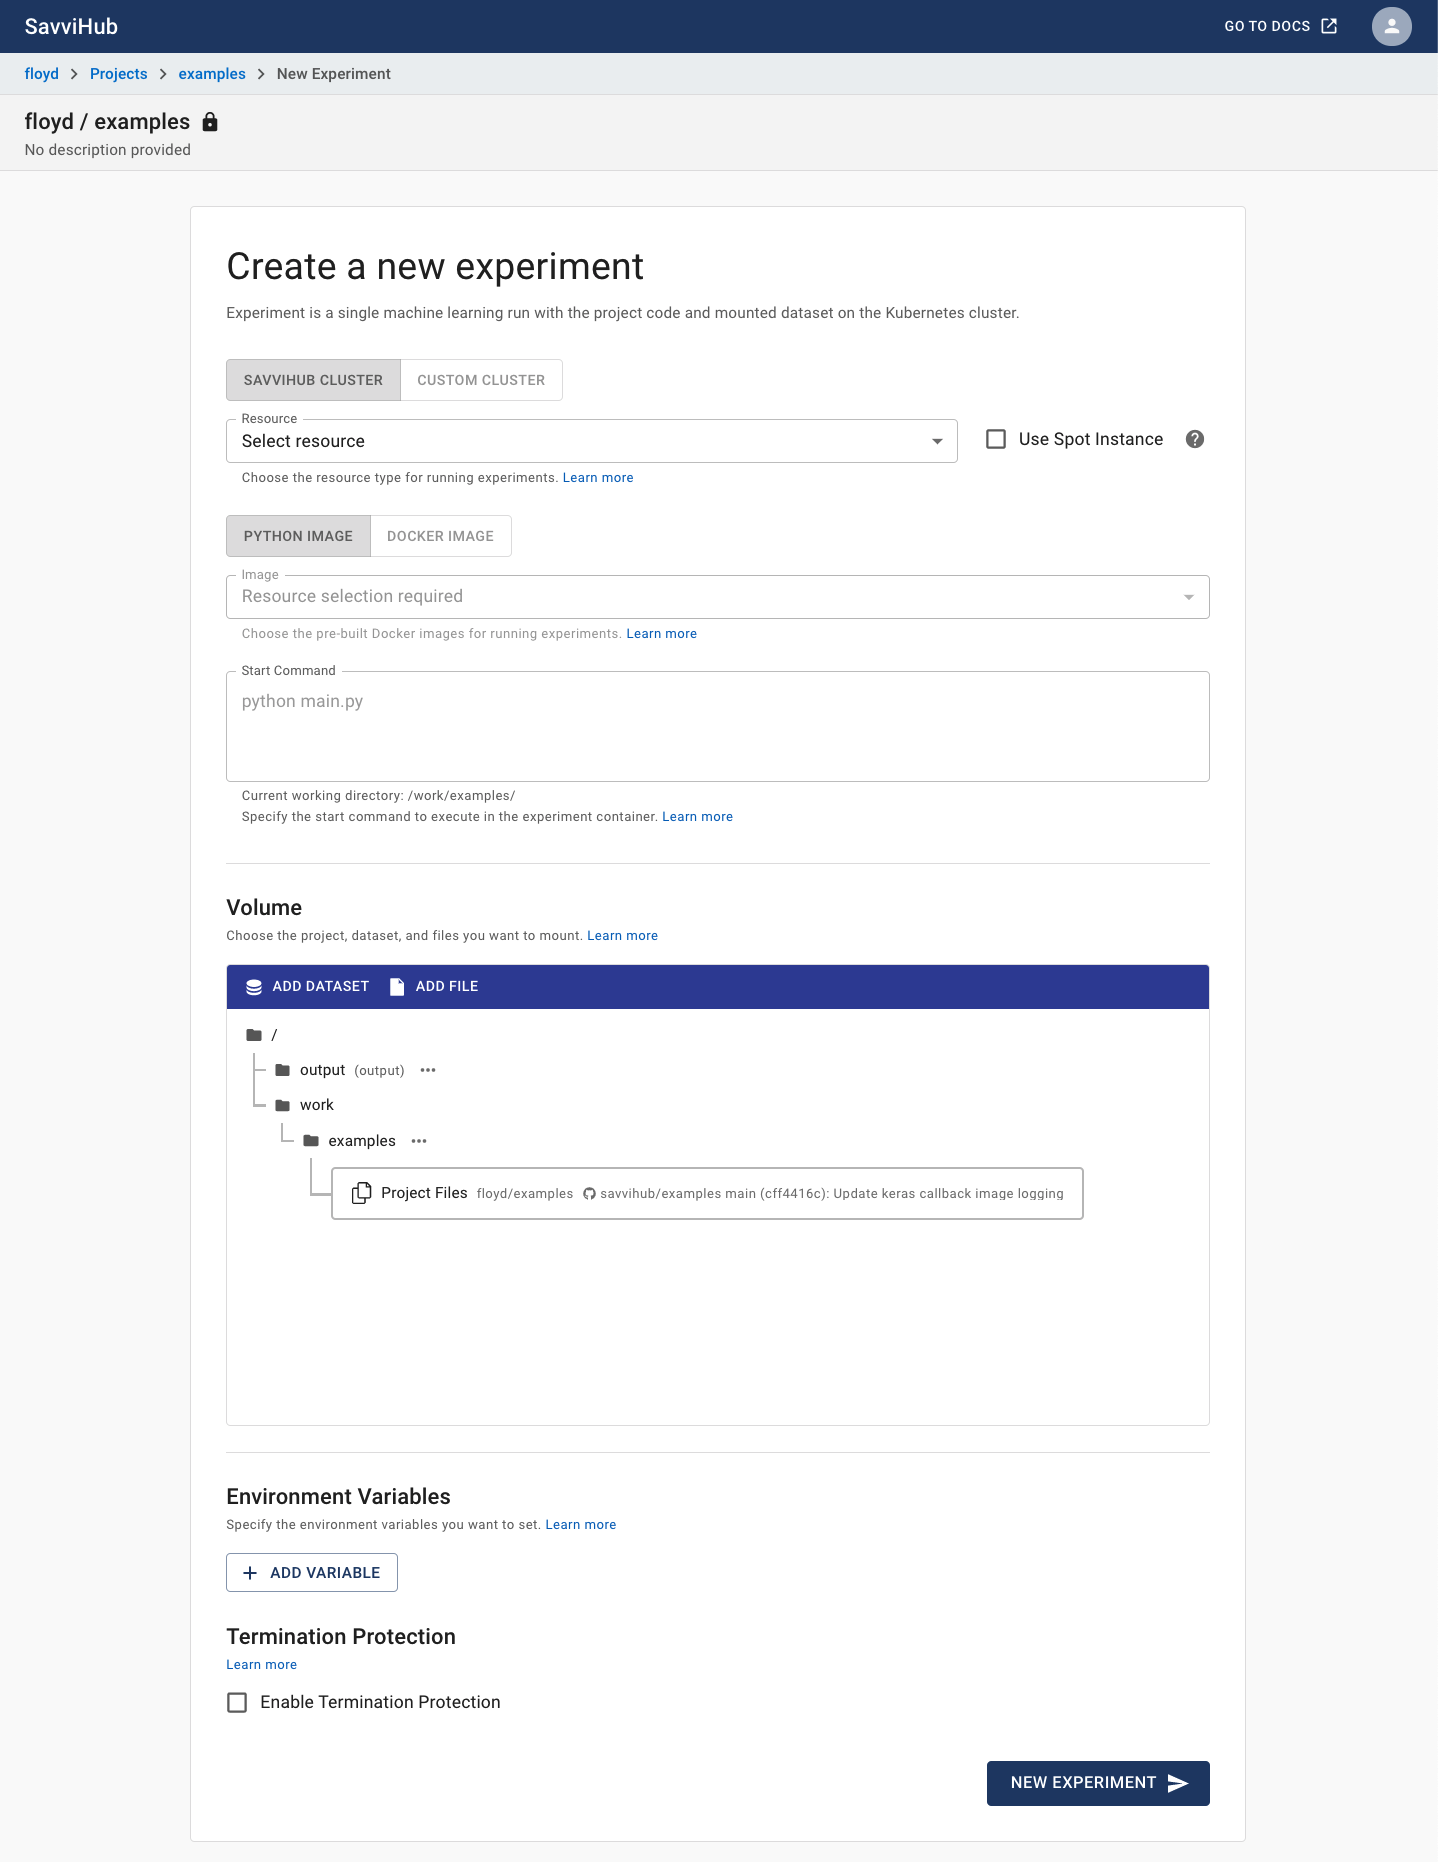 SavviHub
GO TO DOCS
floyd > Projects > examples > New Experiment
floyd / examples
No description provided
Create a new experiment
Experiment is a single machine learning run with the project code and mounted dataset on the Kubernetes cluster.
SAVVIHUB CLUSTER
CUSTOM CLUSTER
Resource
Select resource
Use Spot Instance
Choose the resource type for running experiments. Learn more
PYTHON IMAGE
DOCKER IMAGE
Image
Resource selection required
Choose the pre-built Docker images for running experiments. Learn more
Start Command
python main.py
Current working directory: /work/examples/
Specify the start command to execute in the experiment container. Learn more
Volume
Choose the project, dataset, and files you want to mount. Learn more
ADD DATASET
ADD FILE
/
output (output)
work
examples
Project Files floyd/examples savvihub/examples main (cff4416c): Update keras callback image logging
Environment Variables
Specify the environment variables you want to set. Learn more
ADD VARIABLE
Termination Protection
Learn more
Enable Termination Protection
NEW EXPERIMENT